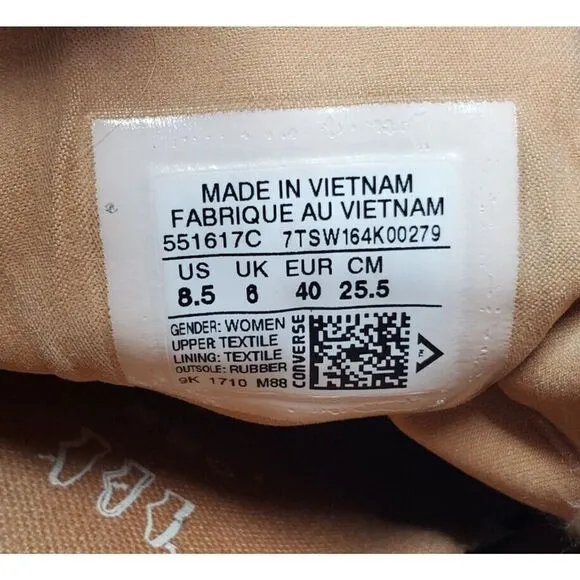 MADE IN VIETNAM
FABRIQUE AU VIETNAM
551617C 7TSW164K00279
US UK EUR CM
8.5 6 40 25.5
GENDER: WOMEN
UPPER: TEXTILE
LINING: TEXTILE
OUTSOLE: RUBBER
9K 1710 M88
CONVERSE
TM